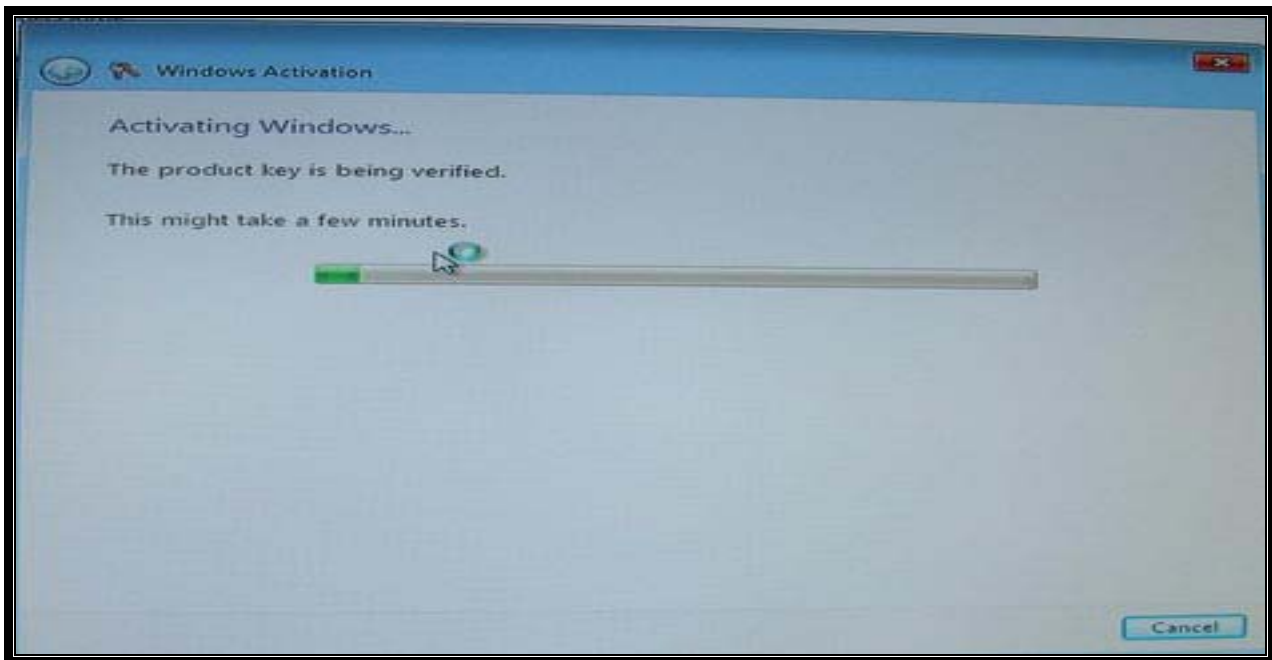 Windows Activation
Activating Windows...
The product key is being verified.
This might take a few minutes.
Cancel